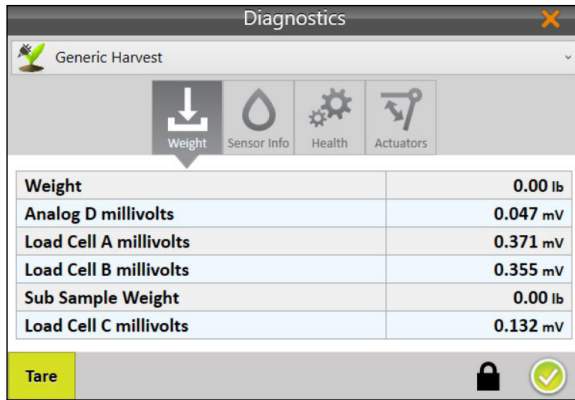 Diagnostics
Generic Harvest
Weight Sensor Info Health Actuators
Weight 0.00 lb
Analog D millivolts 0.047 mV
Load Cell A millivolts 0.371 mV
Load Cell B millivolts 0.355 mV
Sub Sample Weight 0.00 lb
Load Cell C millivolts 0.132 mV
Tare